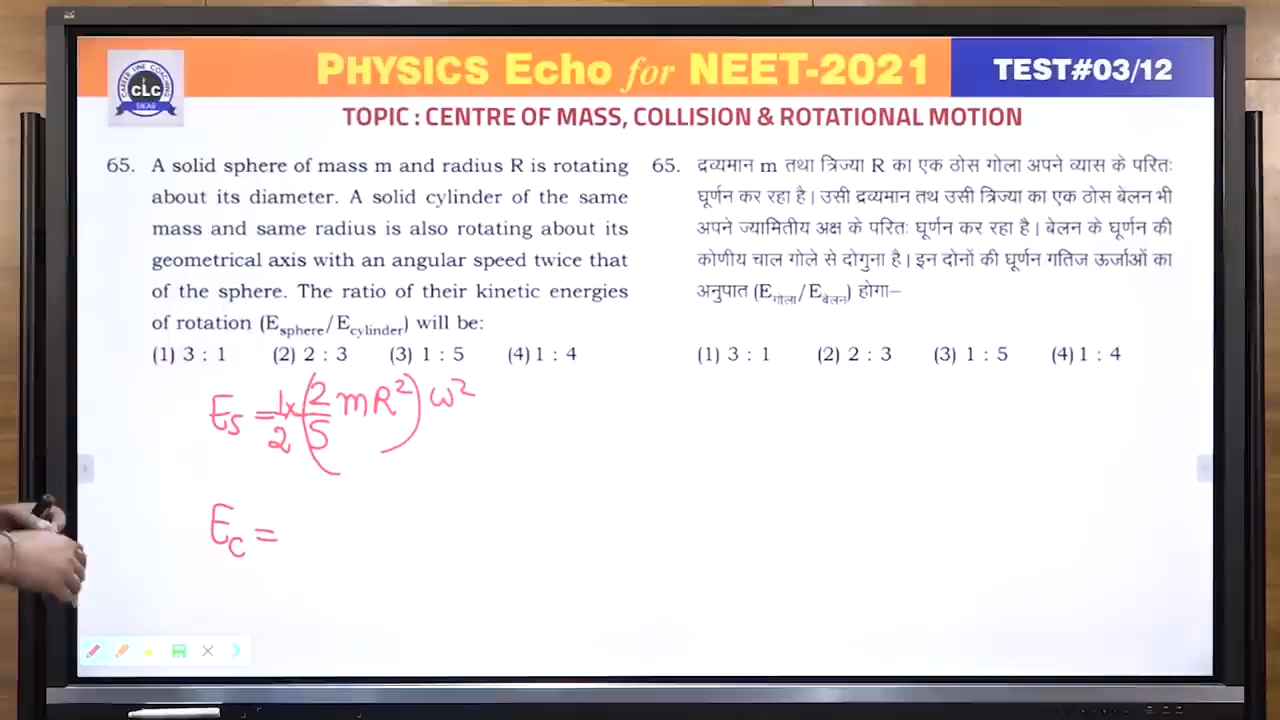 PHYSICS Echo for NEET-2021
TEST#03/12
CAREER LINE COACHING
CLC
SIKAR
TOPIC : CENTRE OF MASS, COLLISION & ROTATIONAL MOTION
65. A solid sphere of mass m and radius R is rotating
about its diameter. A solid cylinder of the same
mass and same radius is also rotating about its
geometrical axis with an angular speed twice that
of the sphere. The ratio of their kinetic energies
of rotation (E_sphere/E_cylinder) will be:
(1) 3 : 1 (2) 2 : 3 (3) 1 : 5 (4) 1 : 4
65. द्रव्यमान m तथा त्रिज्या R का एक ठोस गोला अपने व्यास के परितः
घूर्णन कर रहा है। उसी द्रव्यमान तथ उसी त्रिज्या का एक ठोस बेलन भी
अपने ज्यामितीय अक्ष के परितः घूर्णन कर रहा है। बेलन के घूर्णन की
कोणीय चाल गोले से दोगुना है। इन दोनों की घूर्णन गतिज ऊर्जाओं का
अनुपात (E_गोला/E_बेलन) होगा–
(1) 3 : 1 (2) 2 : 3 (3) 1 : 5 (4) 1 : 4
E_S = 1/2 × (2/5 mR²) ω²
E_C =